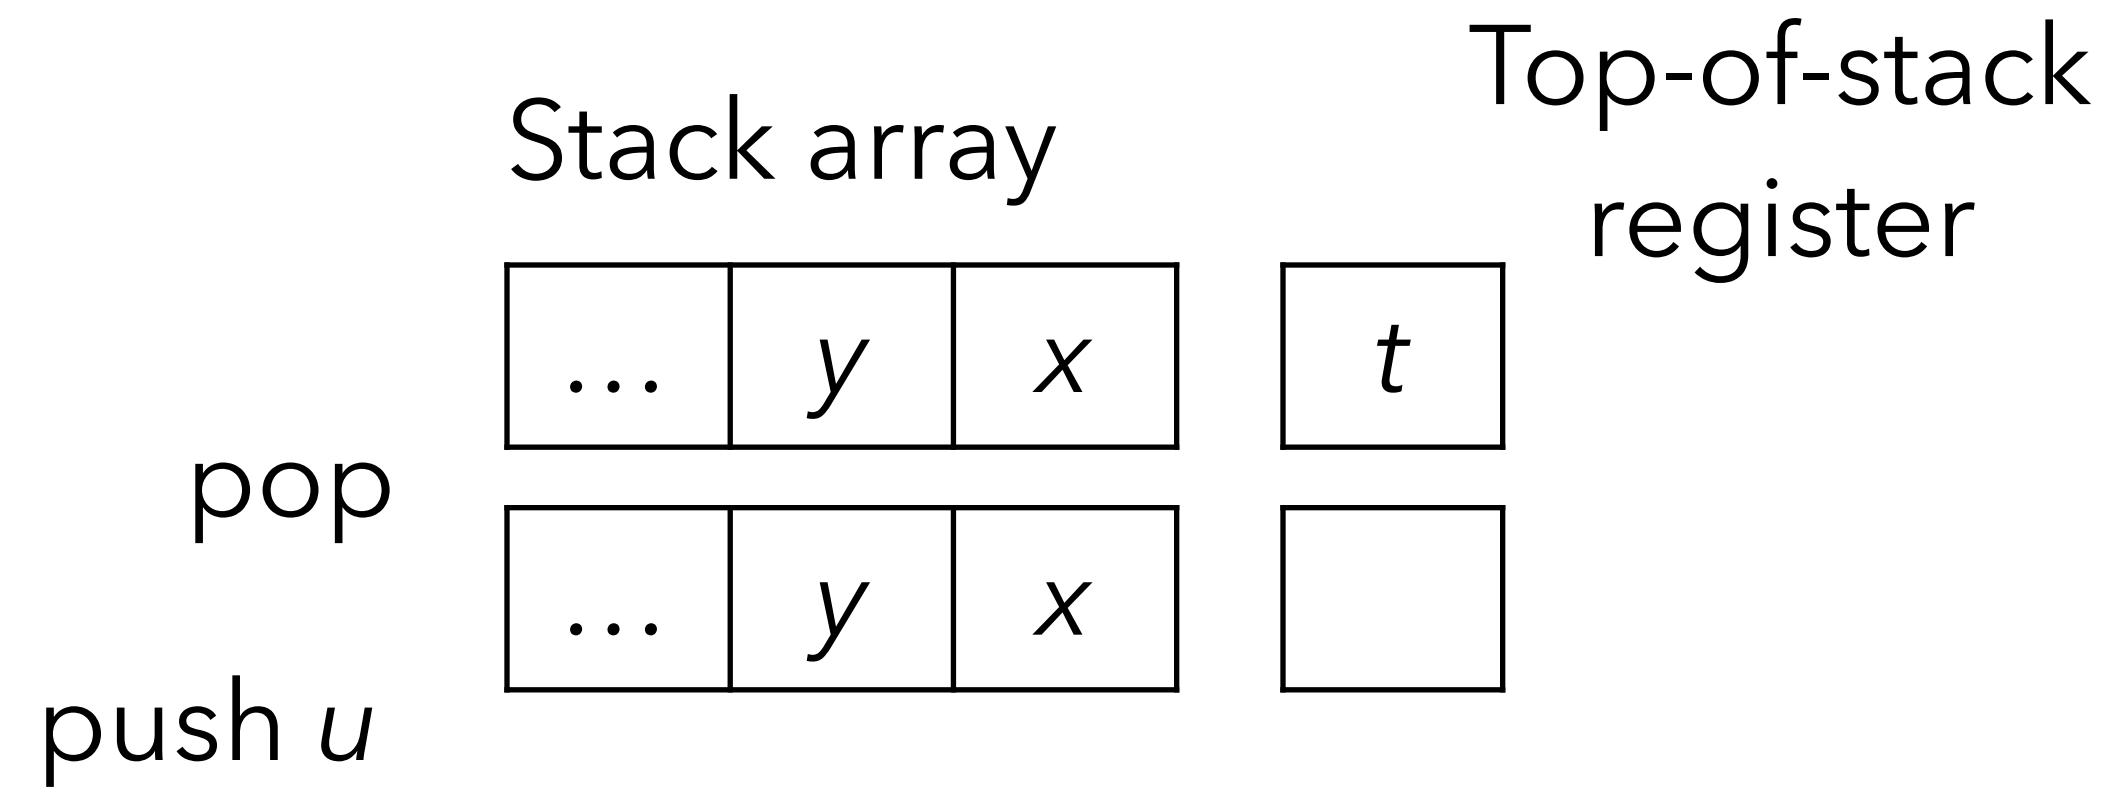 Top-of-stack
Stack array
register
… y x t
pop
… y x
push u